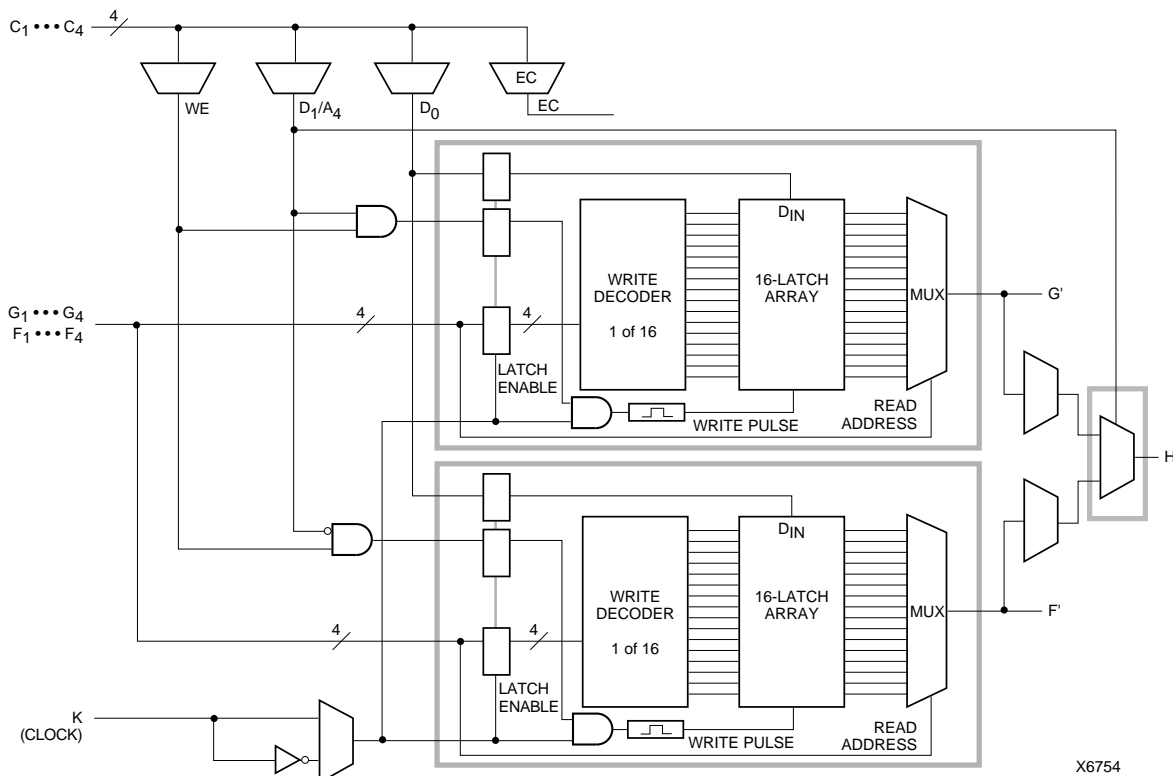 C1 ••• C4
4
WE
D1/A4
D0
EC
EC
G1 ••• G4
F1 ••• F4
4
4
LATCH
ENABLE
WRITE
DECODER
1 of 16
DIN
16-LATCH
ARRAY
MUX
WRITE PULSE
READ
ADDRESS
G'
H'
4
4
LATCH
ENABLE
WRITE
DECODER
1 of 16
DIN
16-LATCH
ARRAY
MUX
WRITE PULSE
READ
ADDRESS
F'
K
(CLOCK)
X6754